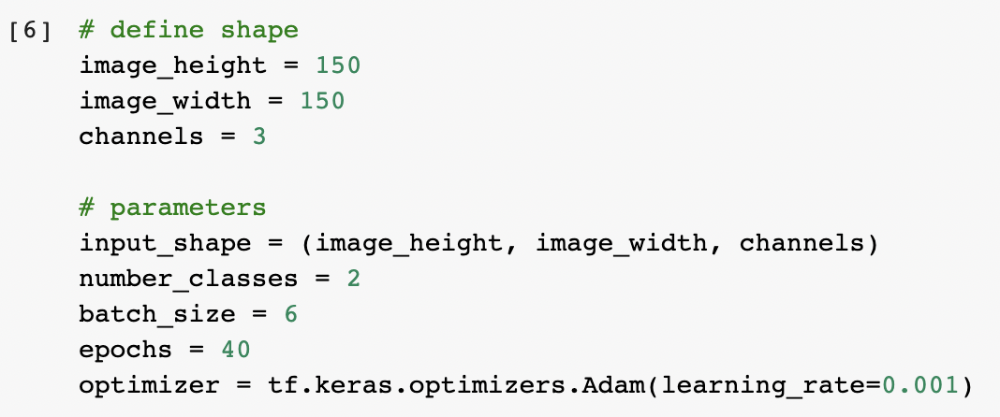 [6] # define shape
image_height = 150
image_width = 150
channels = 3
# parameters
input_shape = (image_height, image_width, channels)
number_classes = 2
batch_size = 6
epochs = 40
optimizer = tf.keras.optimizers.Adam(learning_rate=0.001)